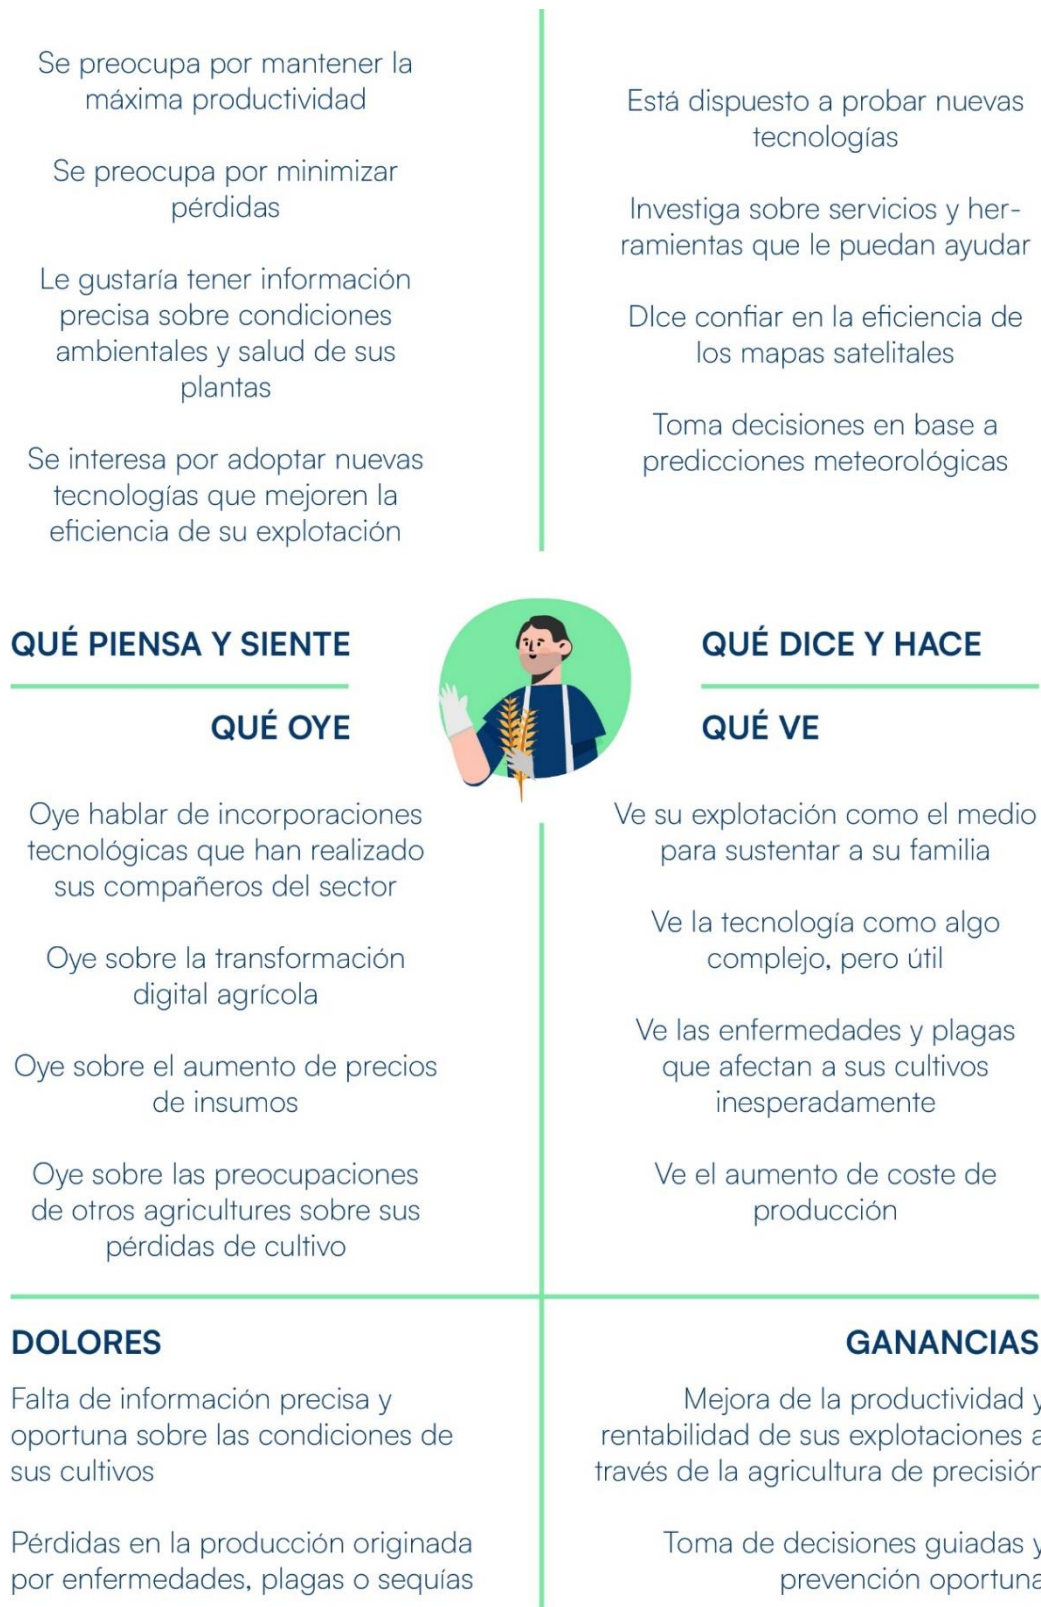 Se preocupa por mantener la
máxima productividad
Se preocupa por minimizar
pérdidas
Le gustaría tener información
precisa sobre condiciones
ambientales y salud de sus
plantas
Se interesa por adoptar nuevas
tecnologías que mejoren la
eficiencia de su explotación
Está dispuesto a probar nuevas
tecnologías
Investiga sobre servicios y her-
ramientas que le puedan ayudar
DIce confiar en la eficiencia de
los mapas satelitales
Toma decisiones en base a
predicciones meteorológicas
QUÉ PIENSA Y SIENTE
QUÉ DICE Y HACE
QUÉ OYE
Oye hablar de incorporaciones
tecnológicas que han realizado
sus compañeros del sector
Oye sobre la transformación
digital agrícola
Oye sobre el aumento de precios
de insumos
Oye sobre las preocupaciones
de otros agricultures sobre sus
pérdidas de cultivo
QUÉ VE
Ve su explotación como el medio
para sustentar a su familia
Ve la tecnología como algo
complejo, pero útil
Ve las enfermedades y plagas
que afectan a sus cultivos
inesperadamente
Ve el aumento de coste de
producción
DOLORES
Falta de información precisa y
oportuna sobre las condiciones de
sus cultivos
Pérdidas en la producción originada
por enfermedades, plagas o sequías
GANANCIAS
Mejora de la productividad y
rentabilidad de sus explotaciones a
través de la agricultura de precisión
Toma de decisiones guiadas y
prevención oportuna